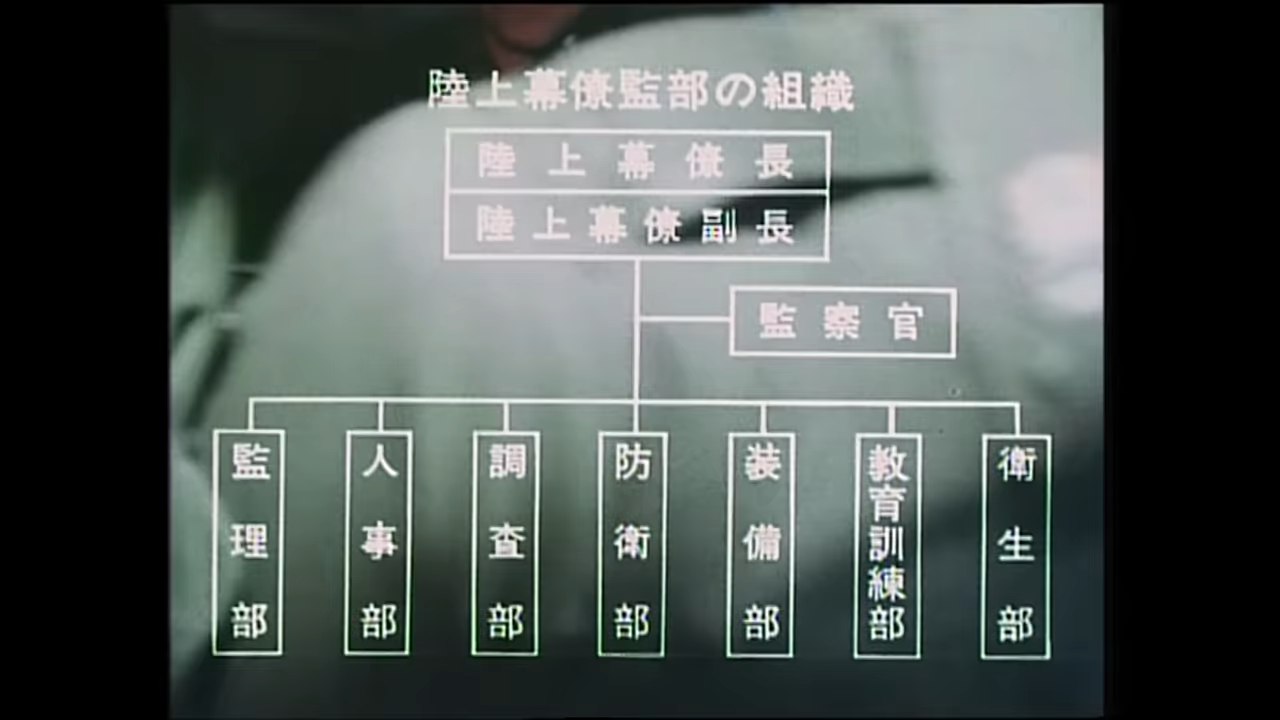 陸上幕僚監部の組織
陸上幕僚長
陸上幕僚副長
監察官
監理部
人事部
調査部
防衛部
装備部
教育訓練部
衛生部